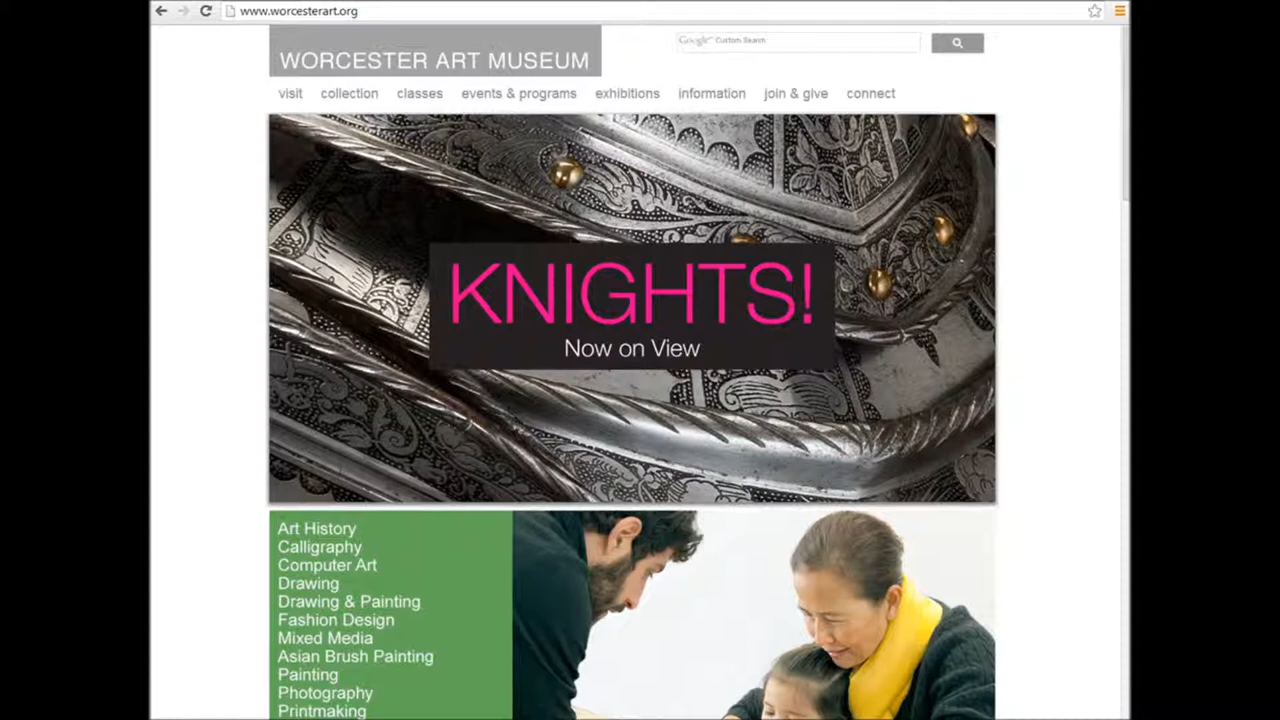 www.worcesterart.org
WORCESTER ART MUSEUM
Google Custom Search
visit collection classes events & programs exhibitions information join & give connect
KNIGHTS!
Now on View
Art History
Calligraphy
Computer Art
Drawing
Drawing & Painting
Fashion Design
Mixed Media
Asian Brush Painting
Painting
Photography
Printmaking